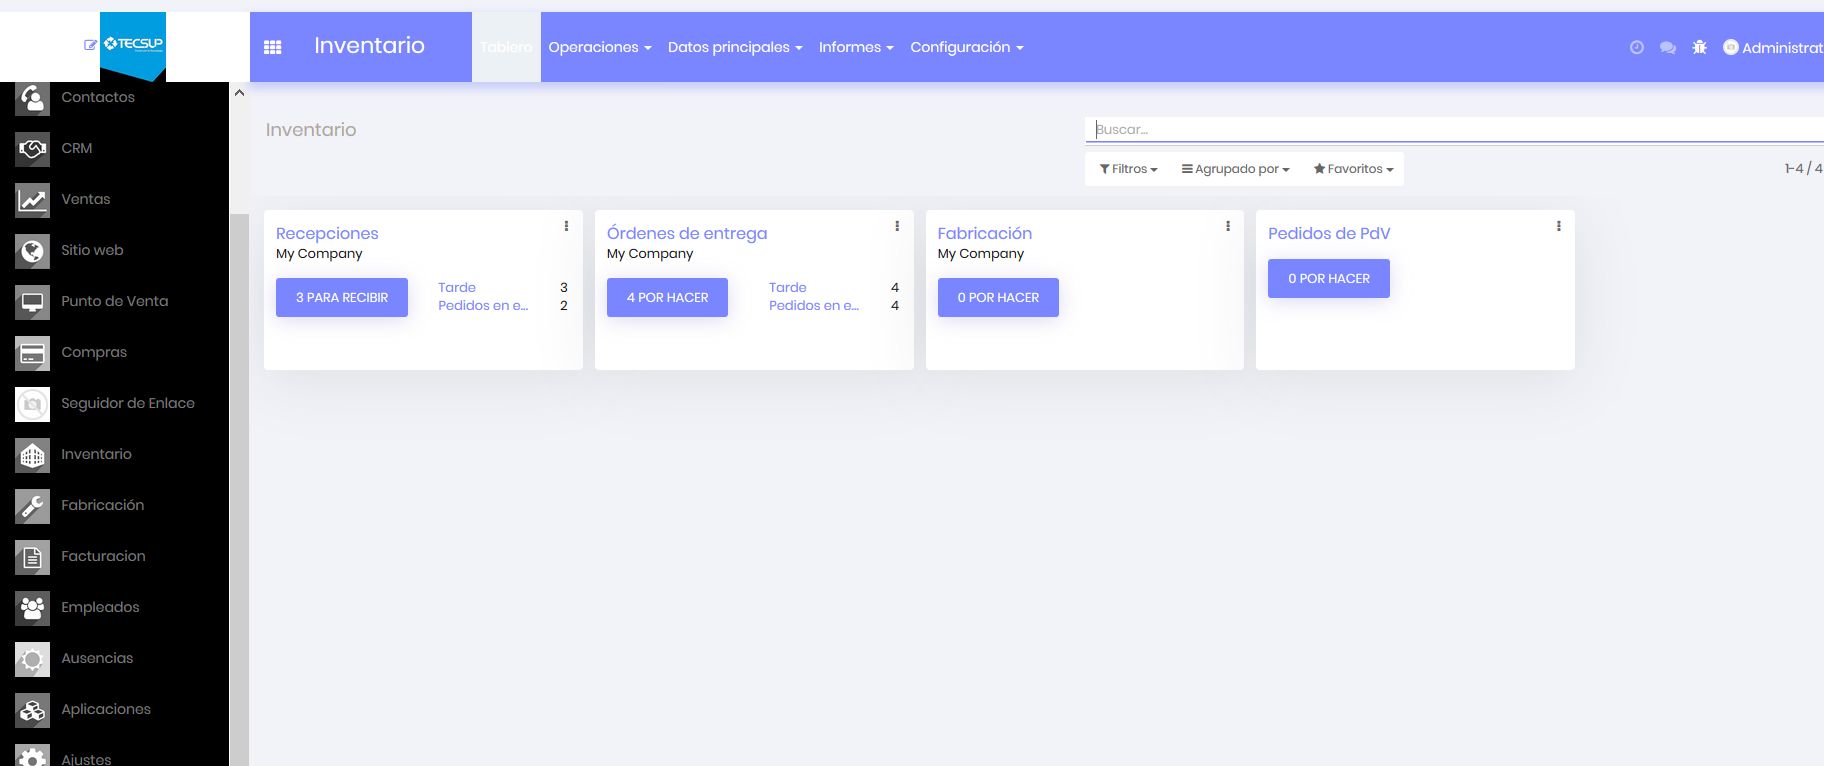 TECSUP
Inventario
Tablero
Operaciones
Datos principales
Informes
Configuración
Administrat
Contactos
CRM
Ventas
Sitio web
Punto de Venta
Compras
Seguidor de Enlace
Inventario
Fabricación
Facturacion
Empleados
Ausencias
Aplicaciones
Ajustes
Inventario
Buscar...
Filtros
Agrupado por
Favoritos
1-4 / 4
Recepciones
My Company
3 PARA RECIBIR
Tarde 3
Pedidos en e... 2
Órdenes de entrega
My Company
4 POR HACER
Tarde 4
Pedidos en e... 4
Fabricación
My Company
0 POR HACER
Pedidos de PdV
0 POR HACER